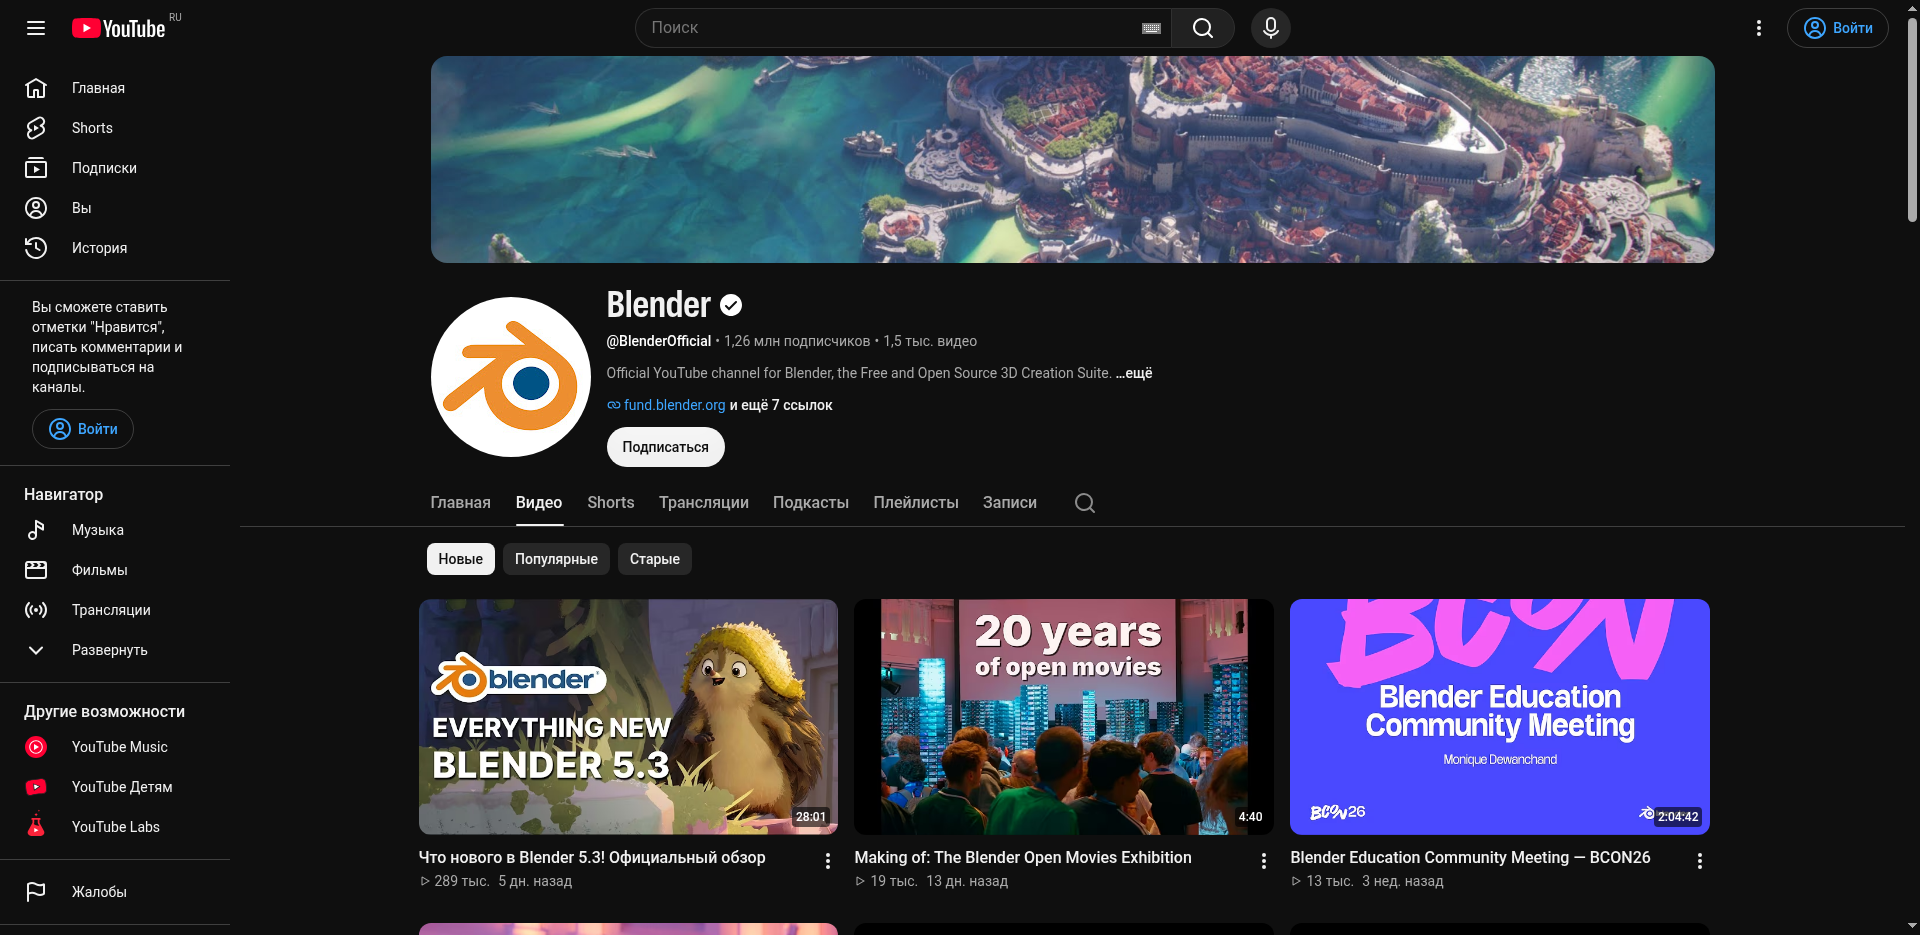 YouTube
RU
Поиск
Войти
Главная
Shorts
Подписки
Вы
История
Вы сможете ставить
отметки "Нравится",
писать комментарии и
подписываться на
каналы.
Войти
Навигатор
Музыка
Фильмы
Трансляции
Развернуть
Другие возможности
YouTube Music
YouTube Детям
YouTube Labs
Жалобы
Blender
@BlenderOfficial • 1,26 млн подписчиков • 1,5 тыс. видео
Official YouTube channel for Blender, the Free and Open Source 3D Creation Suite. ...ещё
fund.blender.org и ещё 7 ссылок
Подписаться
Главная Видео Shorts Трансляции Подкасты Плейлисты Записи
Новые Популярные Старые
blender
EVERYTHING NEW
BLENDER 5.3
28:01
Что нового в Blender 5.3! Официальный обзор
289 тыс. 5 дн. назад
20 years
of open movies
4:40
Making of: The Blender Open Movies Exhibition
19 тыс. 13 дн. назад
BCON
Blender Education
Community Meeting
Monique Dewanchand
BCON26
2:04:42
Blender Education Community Meeting — BCON26
13 тыс. 3 нед. назад